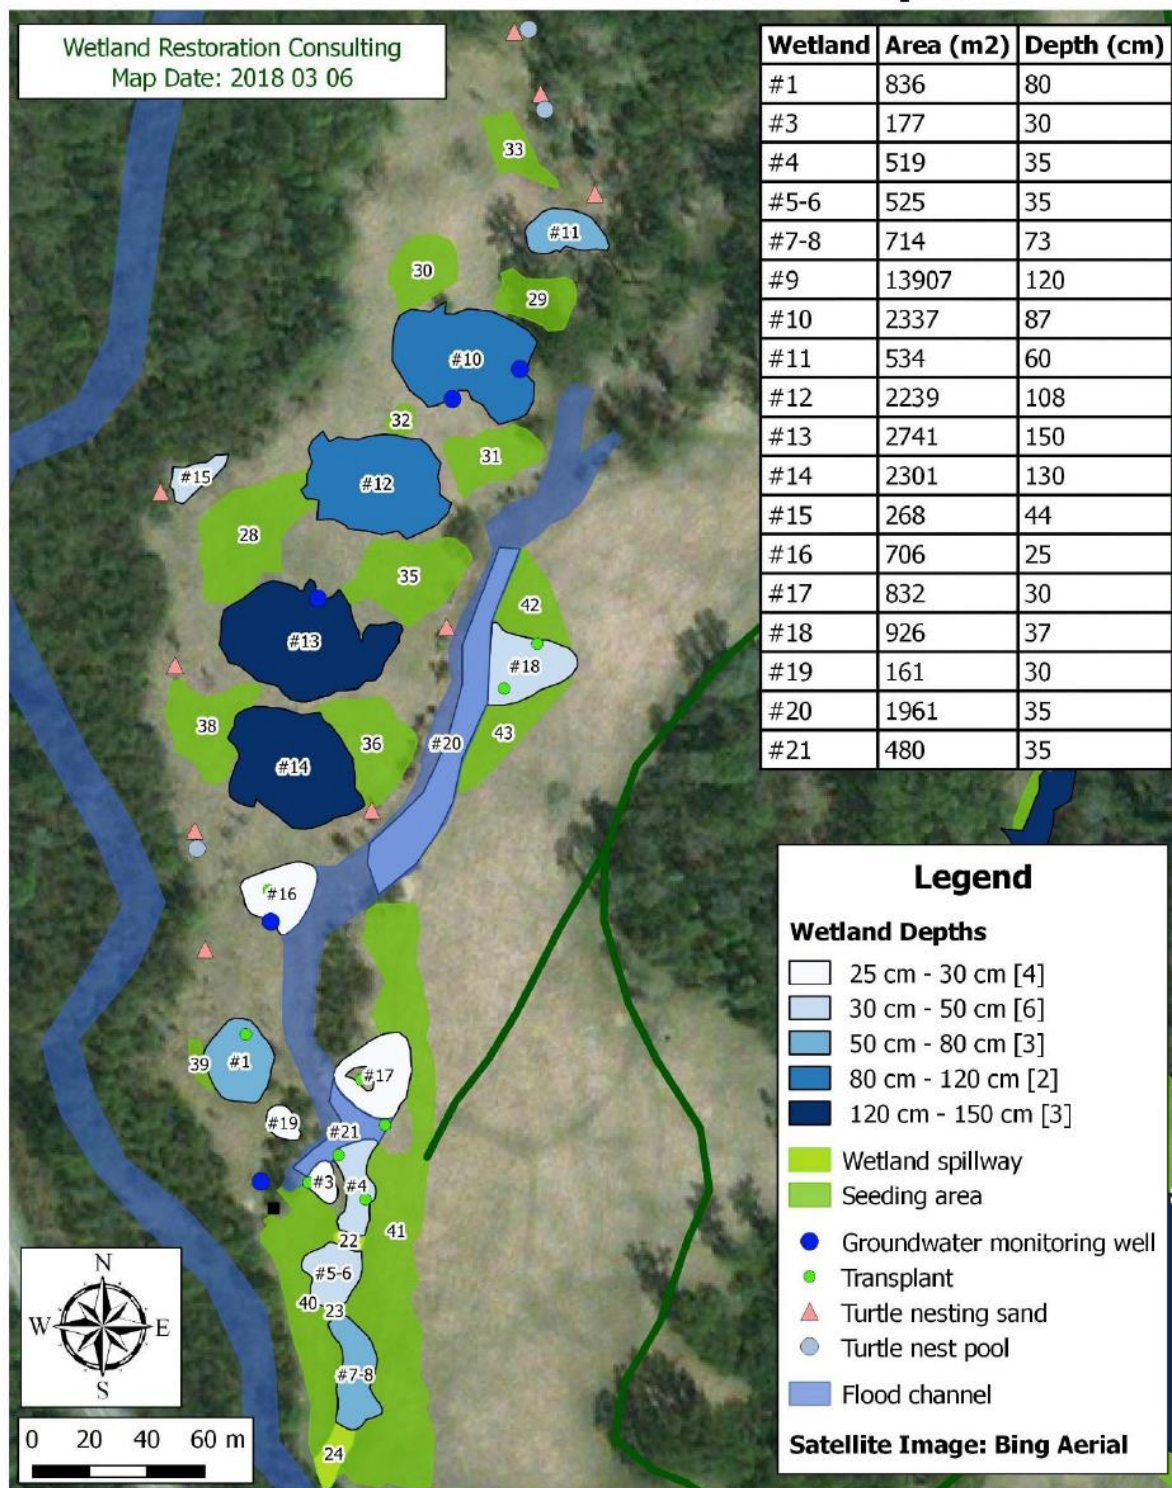 Wetland Restoration Consulting
Map Date: 2018 03 06
Wetland Area (m2) Depth (cm)
#1 836 80
#3 177 30
#4 519 35
#5-6 525 35
#7-8 714 73
#9 13907 120
#10 2337 87
#11 534 60
#12 2239 108
#13 2741 150
#14 2301 130
#15 268 44
#16 706 25
#17 832 30
#18 926 37
#19 161 30
#20 1961 35
#21 480 35
33
#11
30
29
#10
32
31
#15
#12
28
35
42
#13
#18
38
36
#20
43
#14
#16
39
#1
#17
#19
#21
#3
#4
41
22
#5-6
40
23
#7-8
24
Legend
Wetland Depths
25 cm - 30 cm [4]
30 cm - 50 cm [6]
50 cm - 80 cm [3]
80 cm - 120 cm [2]
120 cm - 150 cm [3]
Wetland spillway
Seeding area
Groundwater monitoring well
Transplant
Turtle nesting sand
Turtle nest pool
Flood channel
Satellite Image: Bing Aerial
N
W E
S
0 20 40 60 m